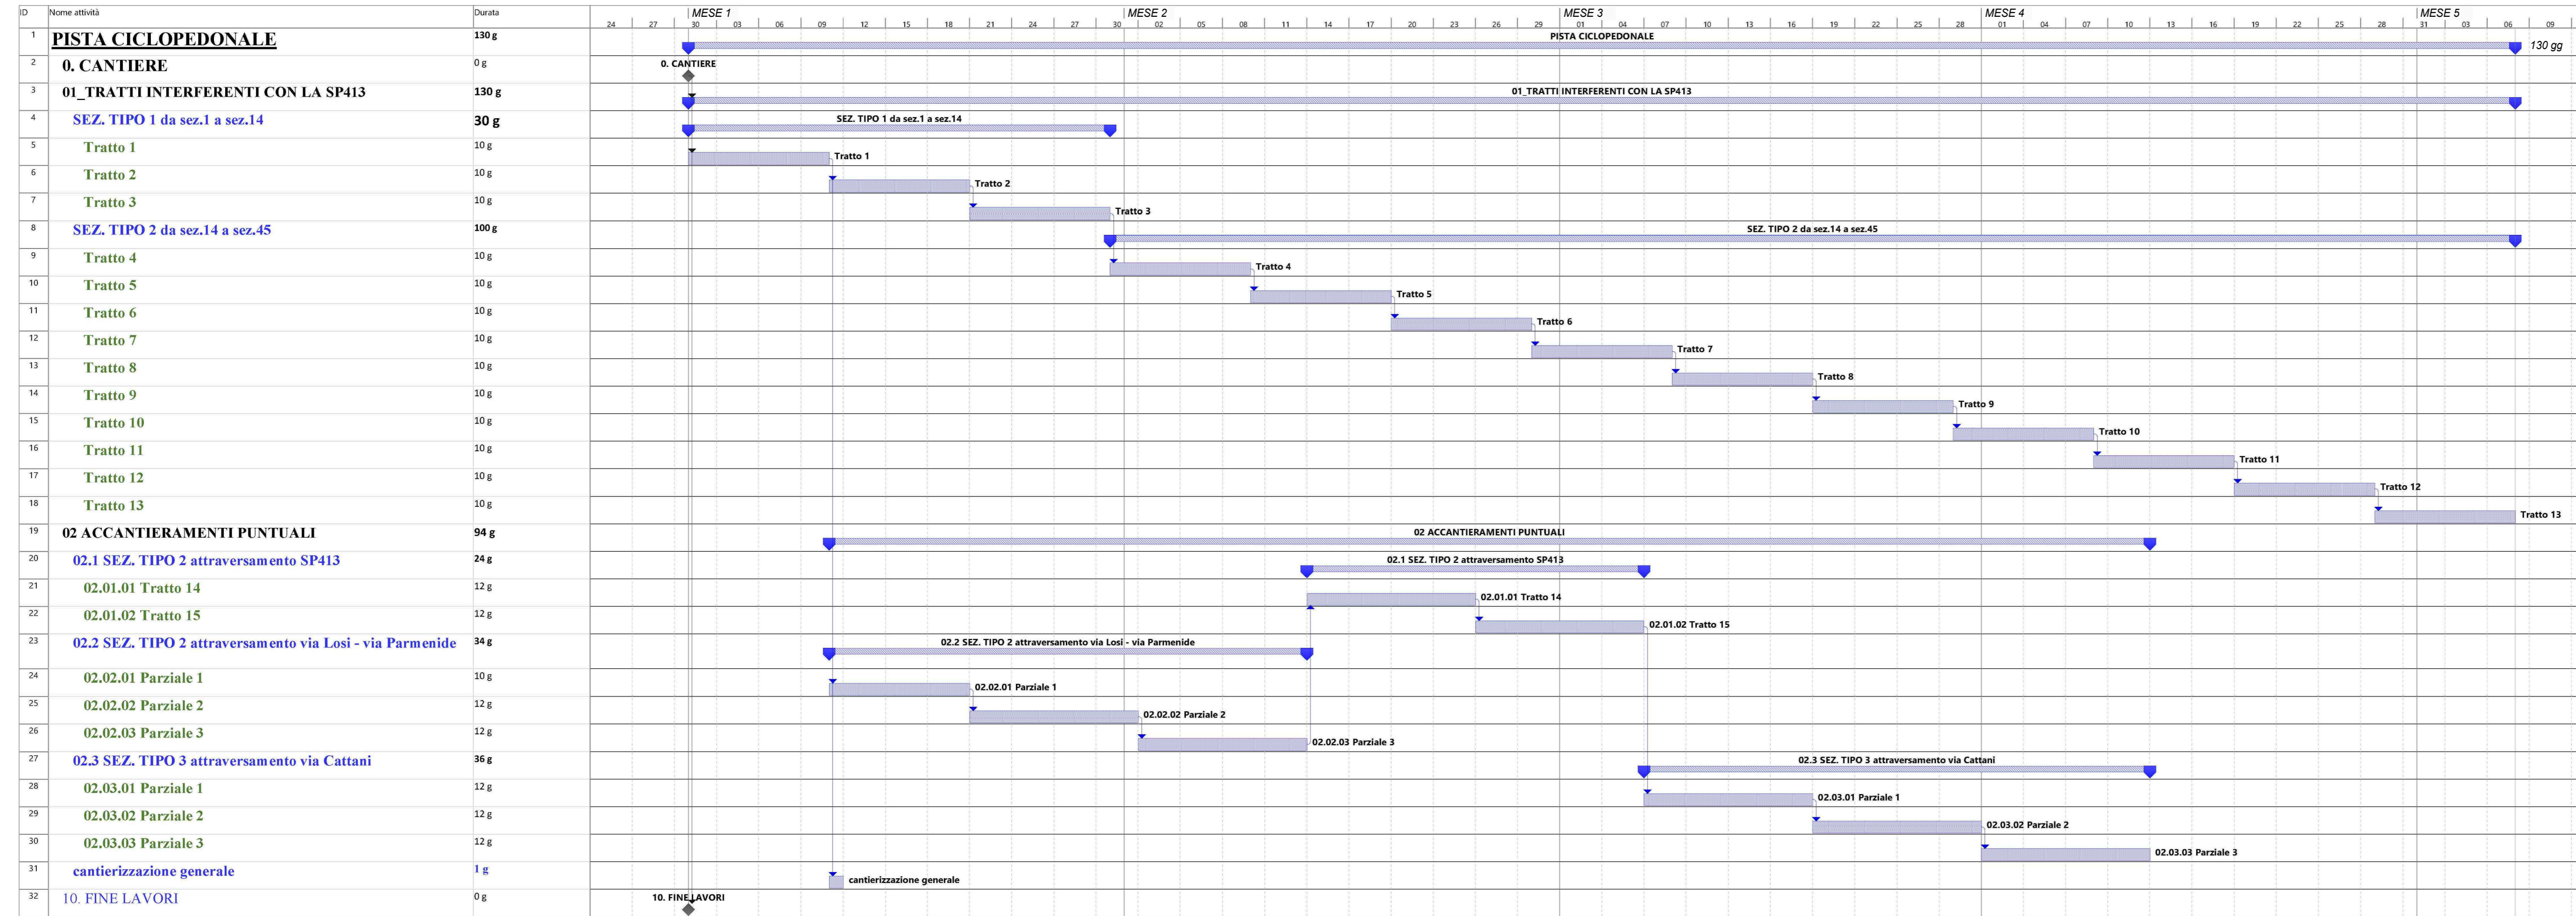 ID Nome attività Durata MESE 1 MESE 2 MESE 3 MESE 4 MESE 5
24 27 30 03 06 09 12 15 18 21 24 27 30 02 05 08 11 14 17 20 23 26 29 01 04 07 10 13 16 19 22 25 28 01 04 07 10 13 16 19 22 25 28 31 03 06 09
1 PISTA CICLOPEDONALE 130 g PISTA CICLOPEDONALE 130 gg
2 0. CANTIERE 0 g 0. CANTIERE
3 01_TRATTI INTERFERENTI CON LA SP413 130 g 01_TRATTI INTERFERENTI CON LA SP413
4 SEZ. TIPO 1 da sez.1 a sez.14 30 g SEZ. TIPO 1 da sez.1 a sez.14
5 Tratto 1 10 g Tratto 1
6 Tratto 2 10 g Tratto 2
7 Tratto 3 10 g Tratto 3
8 SEZ. TIPO 2 da sez.14 a sez.45 100 g SEZ. TIPO 2 da sez.14 a sez.45
9 Tratto 4 10 g Tratto 4
10 Tratto 5 10 g Tratto 5
11 Tratto 6 10 g Tratto 6
12 Tratto 7 10 g Tratto 7
13 Tratto 8 10 g Tratto 8
14 Tratto 9 10 g Tratto 9
15 Tratto 10 10 g Tratto 10
16 Tratto 11 10 g Tratto 11
17 Tratto 12 10 g Tratto 12
18 Tratto 13 10 g Tratto 13
19 02 ACCANTIERAMENTI PUNTUALI 94 g 02 ACCANTIERAMENTI PUNTUALI
20 02.1 SEZ. TIPO 2 attraversamento SP413 24 g 02.1 SEZ. TIPO 2 attraversamento SP413
21 02.01.01 Tratto 14 12 g 02.01.01 Tratto 14
22 02.01.02 Tratto 15 12 g 02.01.02 Tratto 15
23 02.2 SEZ. TIPO 2 attraversamento via Losi - via Parmenide 34 g 02.2 SEZ. TIPO 2 attraversamento via Losi - via Parmenide
24 02.02.01 Parziale 1 10 g 02.02.01 Parziale 1
25 02.02.02 Parziale 2 12 g 02.02.02 Parziale 2
26 02.02.03 Parziale 3 12 g 02.02.03 Parziale 3
27 02.3 SEZ. TIPO 3 attraversamento via Cattani 36 g 02.3 SEZ. TIPO 3 attraversamento via Cattani
28 02.03.01 Parziale 1 12 g 02.03.01 Parziale 1
29 02.03.02 Parziale 2 12 g 02.03.02 Parziale 2
30 02.03.03 Parziale 3 12 g 02.03.03 Parziale 3
31 cantierizzazione generale 1 g cantierizzazione generale
32 10. FINE LAVORI 0 g 10. FINE LAVORI